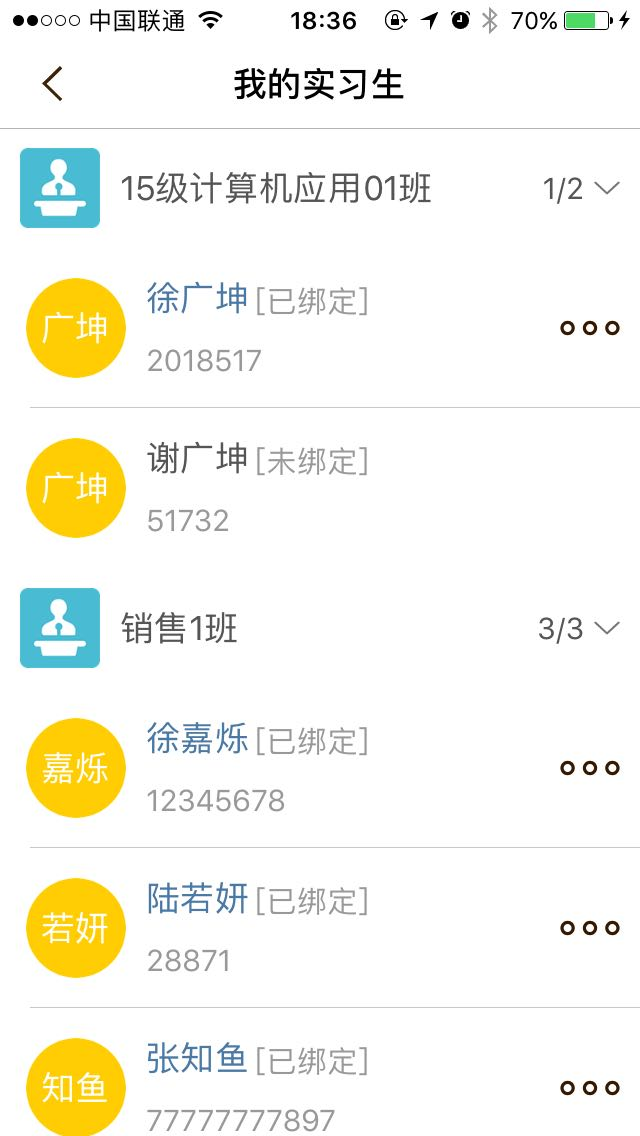 中国联通 18:36 70%
我的实习生
15级计算机应用01班 1/2
广坤 徐广坤[已绑定]
2018517
广坤 谢广坤[未绑定]
51732
销售1班 3/3
嘉烁 徐嘉烁[已绑定]
12345678
若妍 陆若妍[已绑定]
28871
知鱼 张知鱼[已绑定]
77777777897